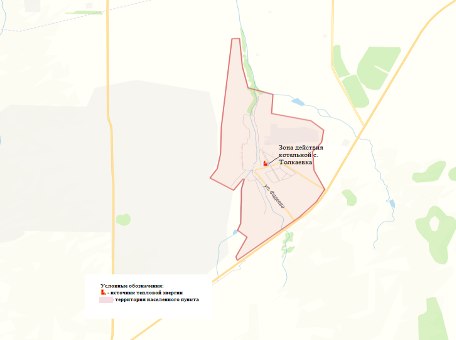 Зона действия
котельной с.
Топкаевка
ул. Фадеева
Условные обозначения:
- источник тепловой энергии
территория населенного пункта